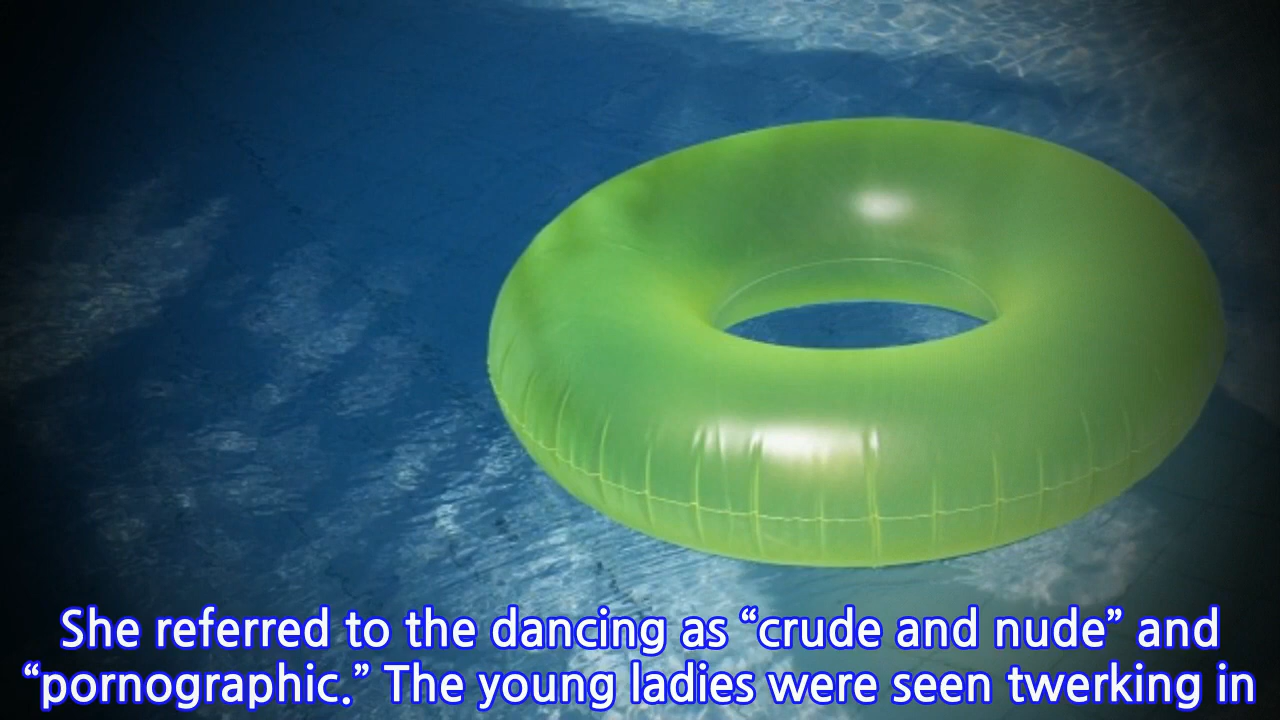 She referred to the dancing as “crude and nude” and
“pornographic.” The young ladies were seen twerking in